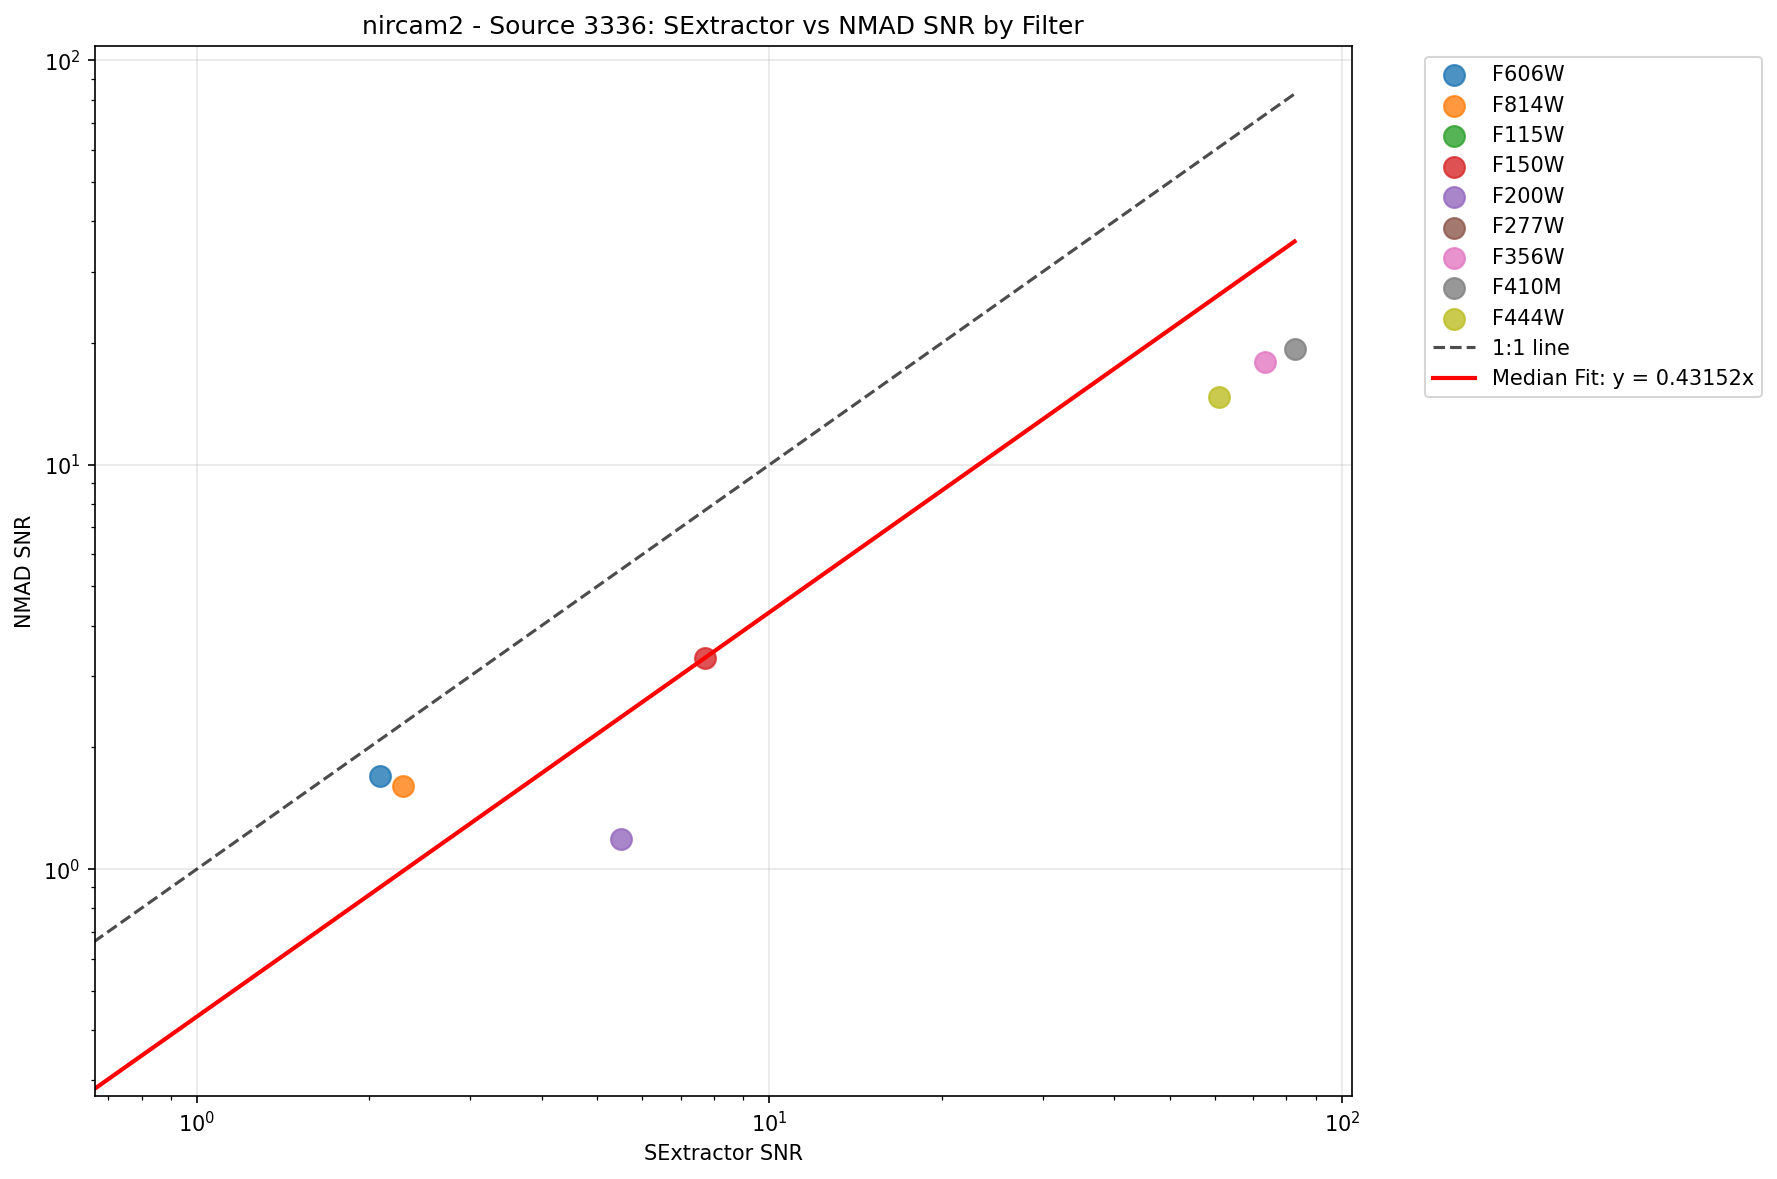 nircam2 - Source 3336: SExtractor vs NMAD SNR by Filter
NMAD SNR
10²
10¹
10⁰
10⁰ 10¹ 10²
SExtractor SNR
F606W
F814W
F115W
F150W
F200W
F277W
F356W
F410M
F444W
1:1 line
Median Fit: y = 0.43152x